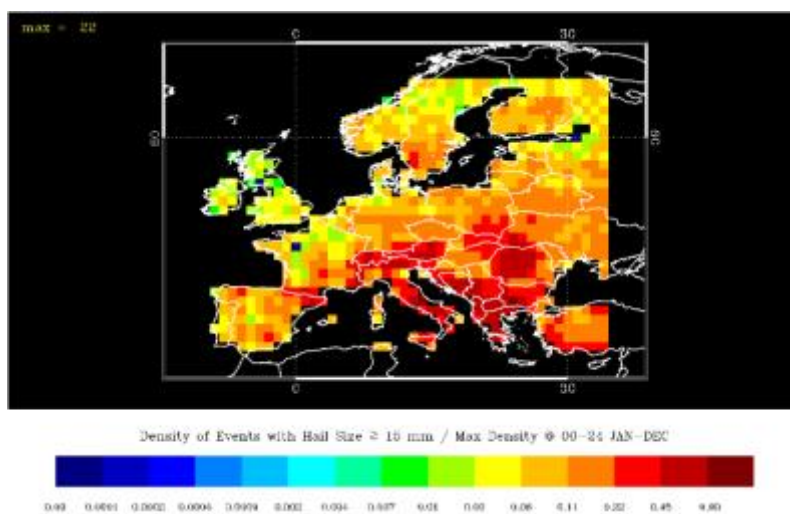 max = 22
0 30
60 60
0 30
Density of Events with Hail Size ≥ 15 mm / Max Density @ 00-24 JAN-DEC
0.00 0.0001 0.0002 0.0004 0.0009 0.002 0.004 0.007 0.01 0.03 0.06 0.11 0.22 0.45 0.90